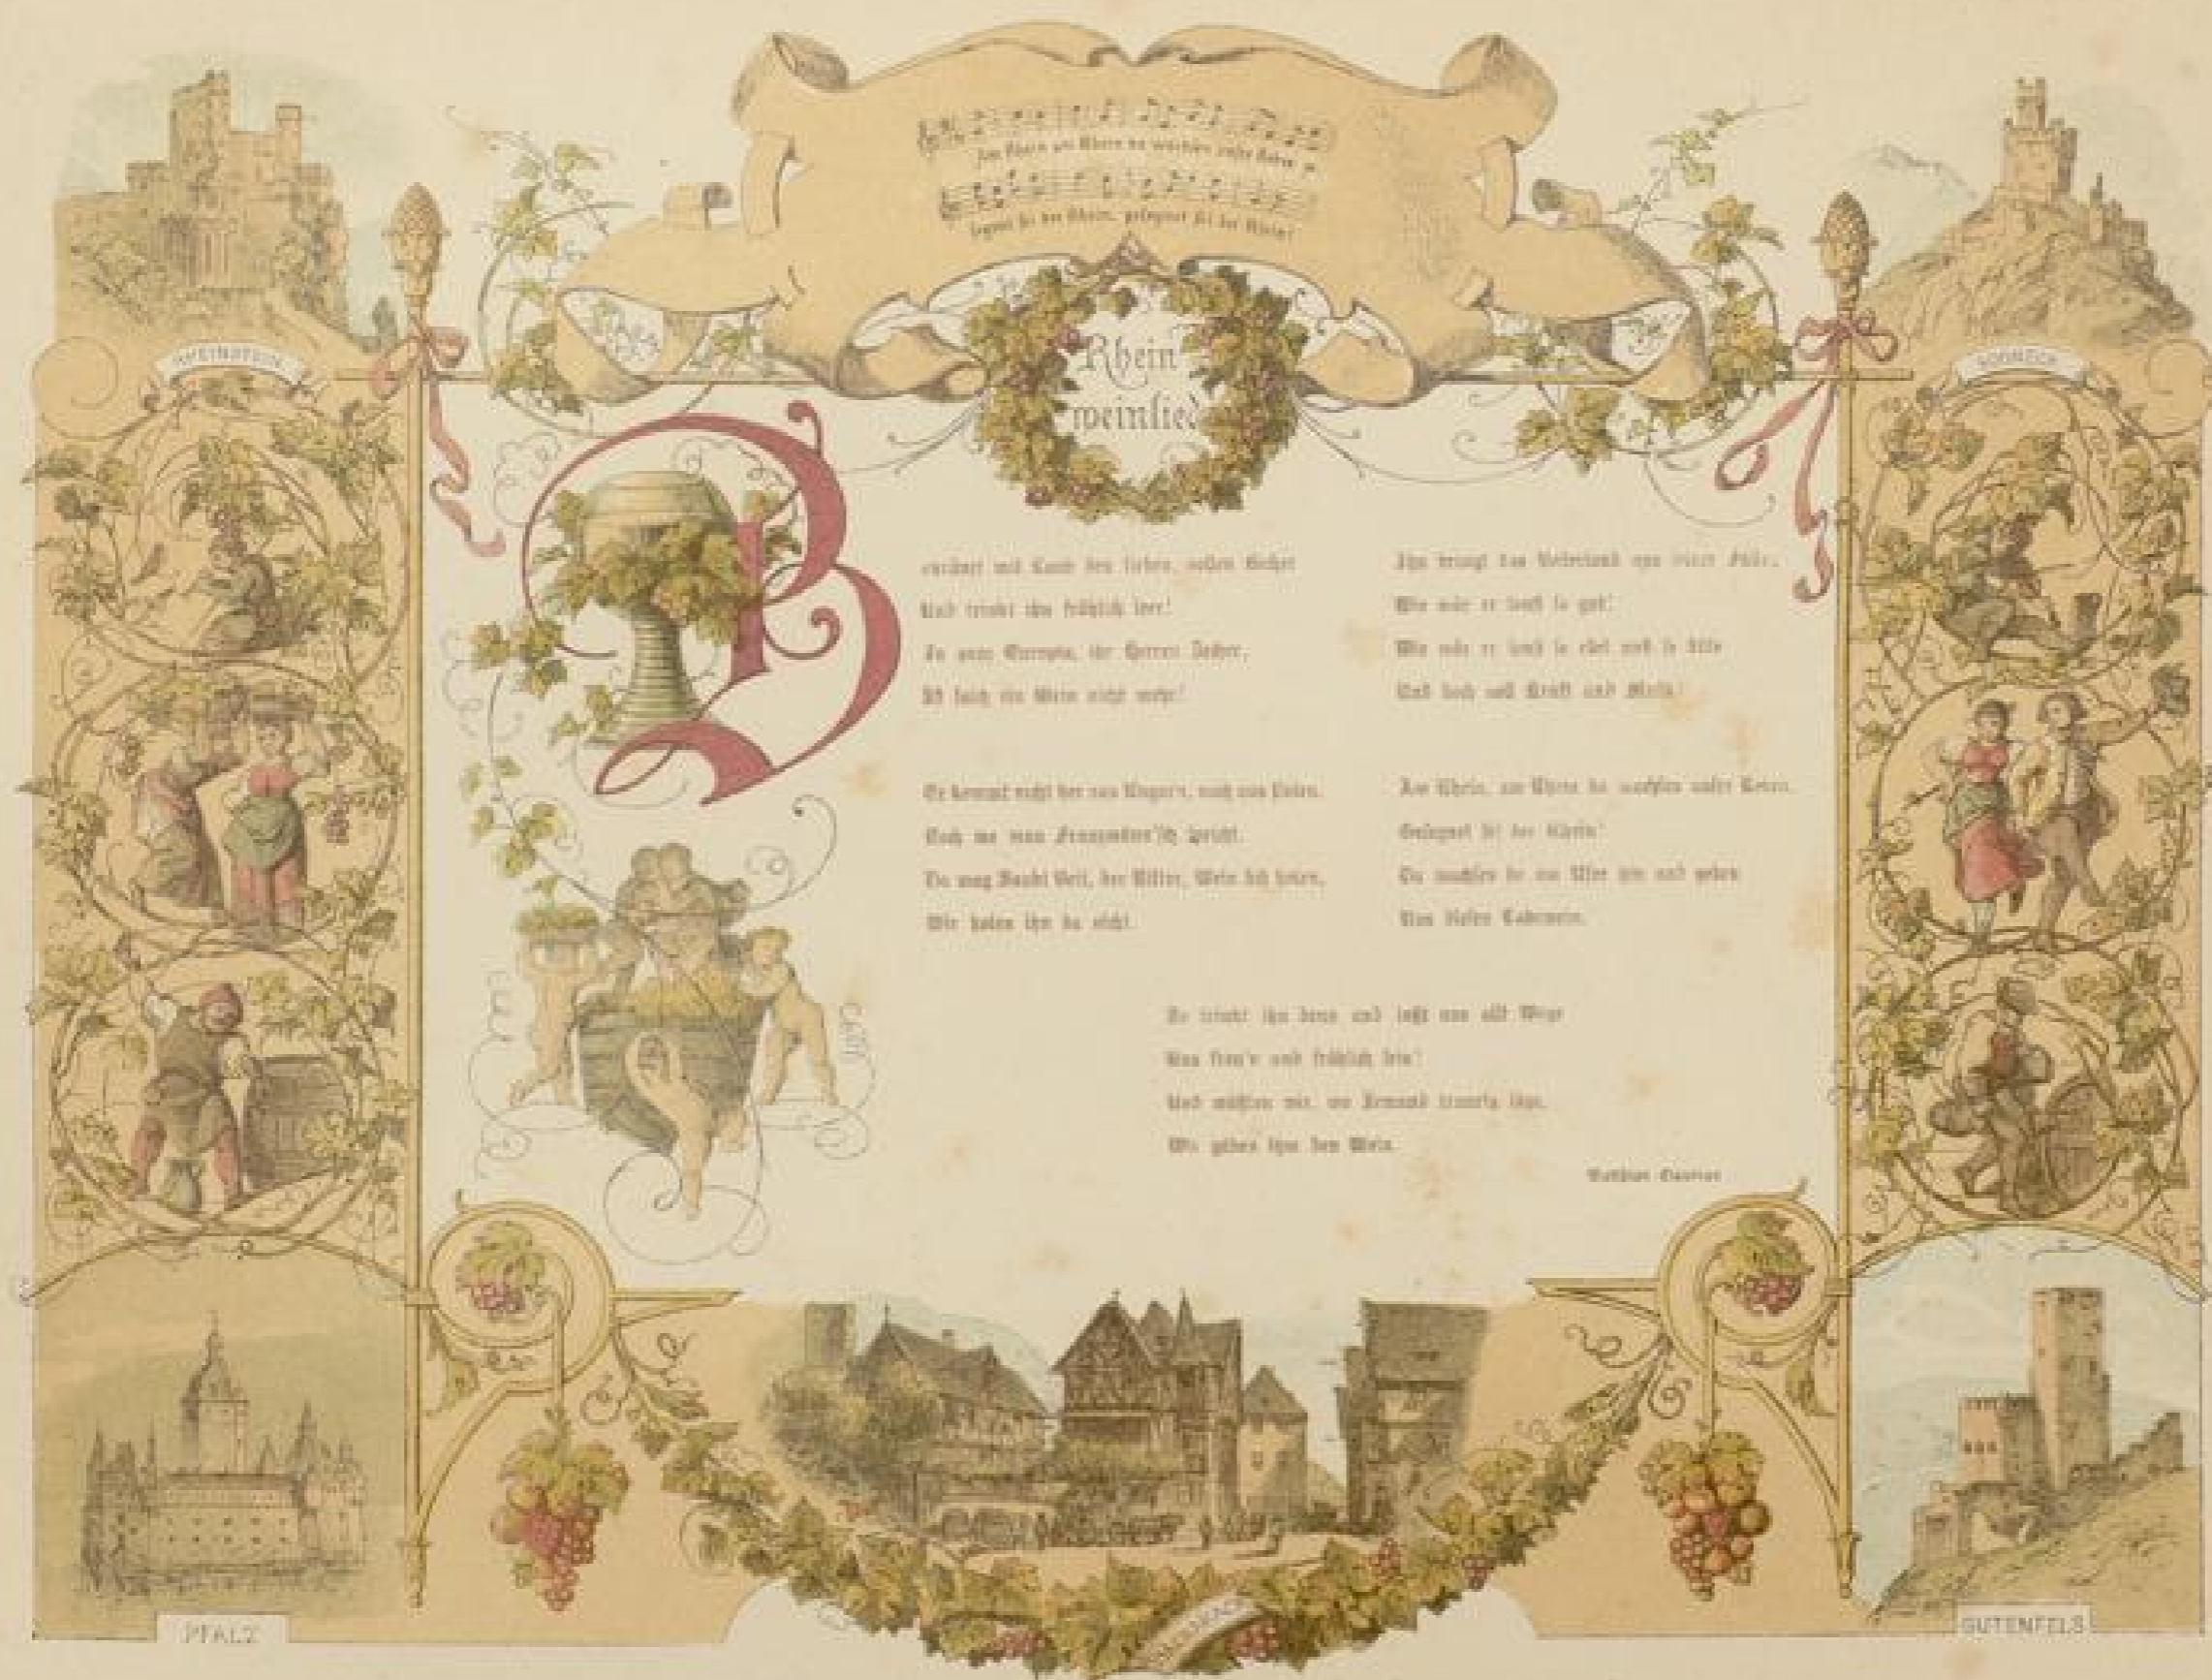 Am Rhein am Rhein da wachsen unsre Reben ge
segnet sei der Rhein, gesegnet sei der Rhein!
RHEINSTEIN
SOONECK
Rhein
weinlied
Bekränzt mit Laub den lieben, vollen Becher
Und trinkt ihn fröhlich leer!
In ganz Europia, ihr Herren Zecher,
Ist solch ein Wein nicht mehr!
Er kommt nicht her aus Ungarn, noch aus Polen,
Noch wo man Franzmänn'sch spricht.
Da mag Sankt Veit, der Ritter, Wein sich holen,
Wir holen ihn da nicht.
Ihn bringt das Vaterland aus seiner Fülle,
Wie wär er sonst so gut!
Wie wär er sonst so edel und so stille
Und doch voll Kraft und Muth!
Am Rhein, am Rhein da wachsen unsre Reben,
Gesegnet sei der Rhein!
Da wachsen sie am Ufer hin und geben
Uns diesen Labewein.
So trinkt ihn denn und laßt uns alle Wege
Uns freu'n und fröhlich sein!
Und wüßten wir, wo Jemand traurig läge,
Wir gäben ihm den Wein.
Matthias Claudius
PFALZ
BACHARACH
GUTENFELS